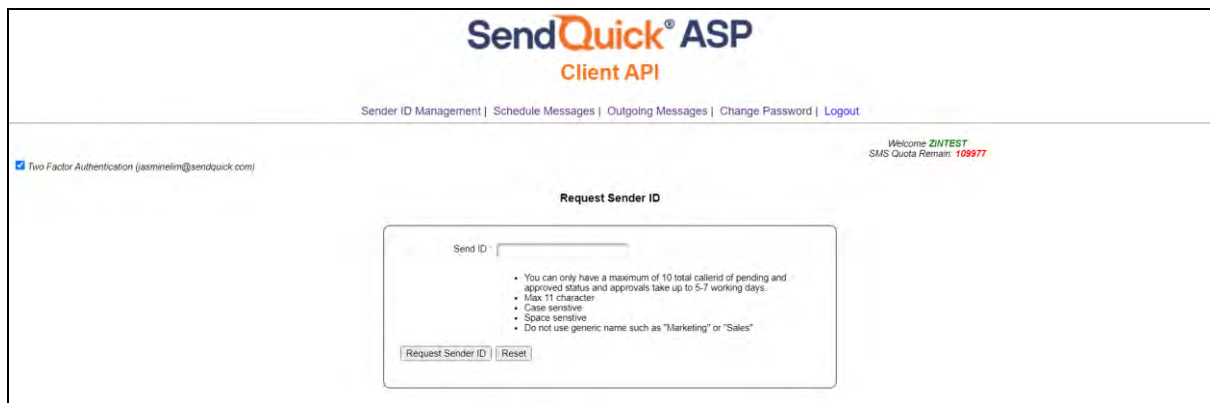 SendQuick® ASP
Client API
Sender ID Management | Schedule Messages | Outgoing Messages | Change Password | Logout
Welcome ZINTEST
SMS Quota Remain: 109977
Two Factor Authentication (jasminelim@sendquick.com)
Request Sender ID
Send ID :
• You can only have a maximum of 10 total callerid of pending and
approved status and approvals take up to 5-7 working days.
• Max 11 character
• Case senstive
• Space senstive
• Do not use generic name such as "Marketing" or "Sales"
Request Sender ID Reset